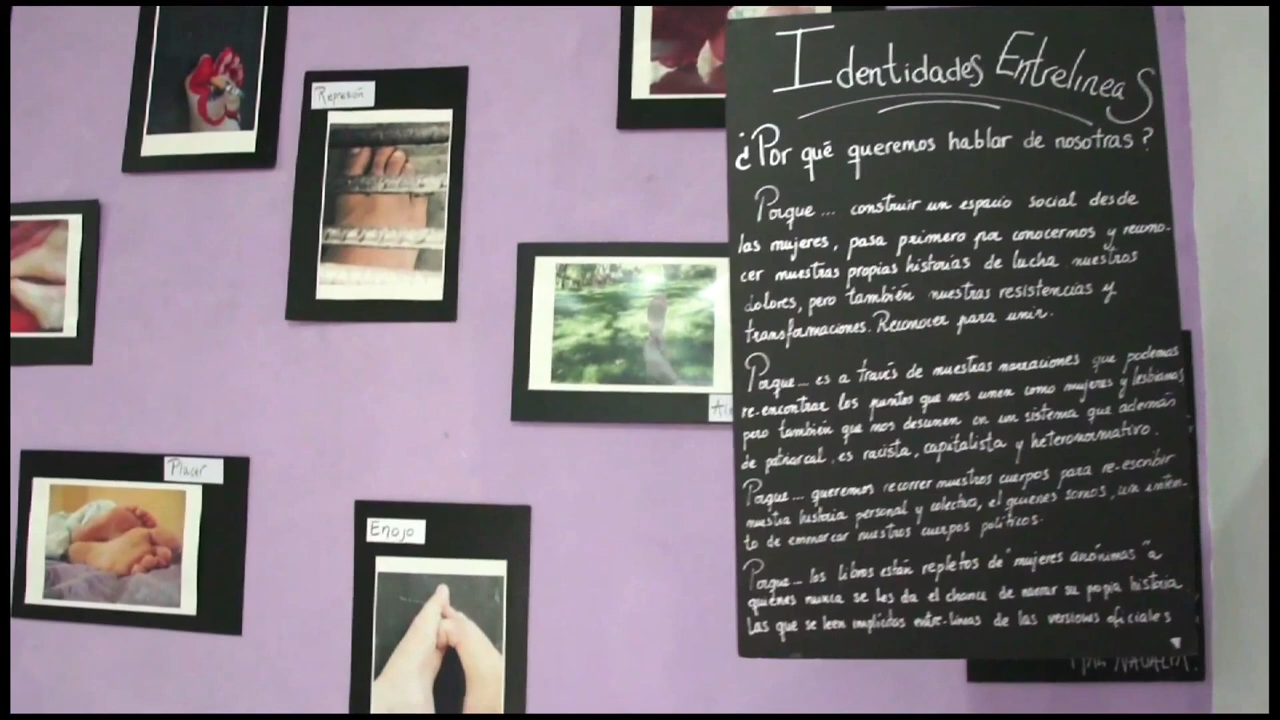 Represión
Placer
Enojo
Identidades EntrelineaS
¿Por qué queremos hablar de nosotras?
Porque... construir un espacio social desde
las mujeres, pasa primero por conocernos y recono-
cer nuestras propias historias de lucha nuestros
dolores, pero también nuestras resistencias y
transformaciones. Reconocer para unir.
Porque... es a través de nuestras narraciones que podemos
re-encontrar los puntos que nos unen como mujeres y lesbianas
pero también que nos desunen en un sistema que además
de patriarcal, es racista, capitalista y heteronormativo.
Porque... queremos recorrer nuestros cuerpos para re-escribir
nuestra historia personal y colectiva, el quienes somos, un inten-
to de enmarcar nuestros cuerpos políticos.
Porque... los libros están repletos de "mujeres anónimas" a
quienes nunca se les da el chance de narrar su propia historia
Las que se leen implícitas entre-líneas de las versiones oficiales